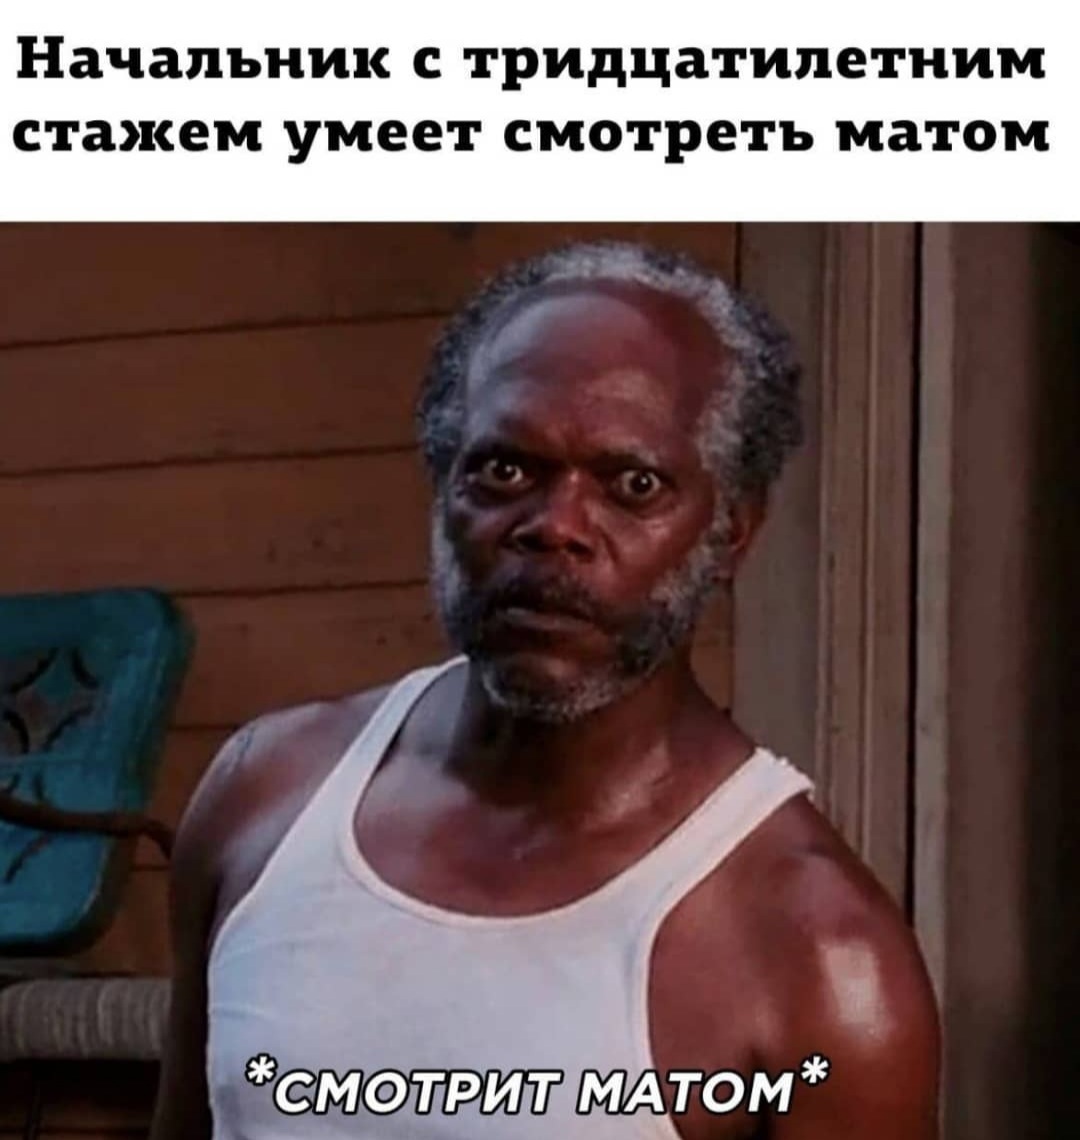 Начальник с тридцатилетним
стажем умеет смотреть матом
*СМОТРИТ МАТОМ*